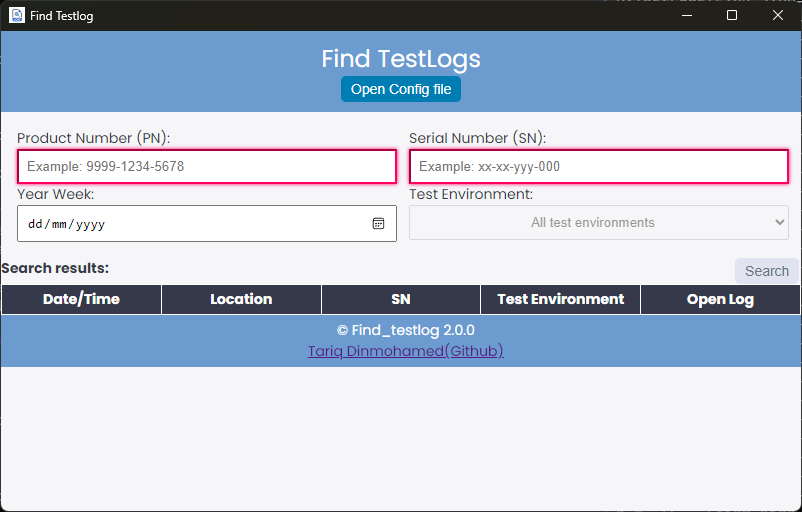 Find Testlog
Find TestLogs
Open Config file
Product Number (PN): Serial Number (SN):
Example: 9999-1234-5678 Example: xx-xx-yyy-000
Year Week: Test Environment:
dd/mm/yyyy All test environments
Search results: Search
Date/Time Location SN Test Environment Open Log
© Find_testlog 2.0.0
Tariq Dinmohamed(Github)